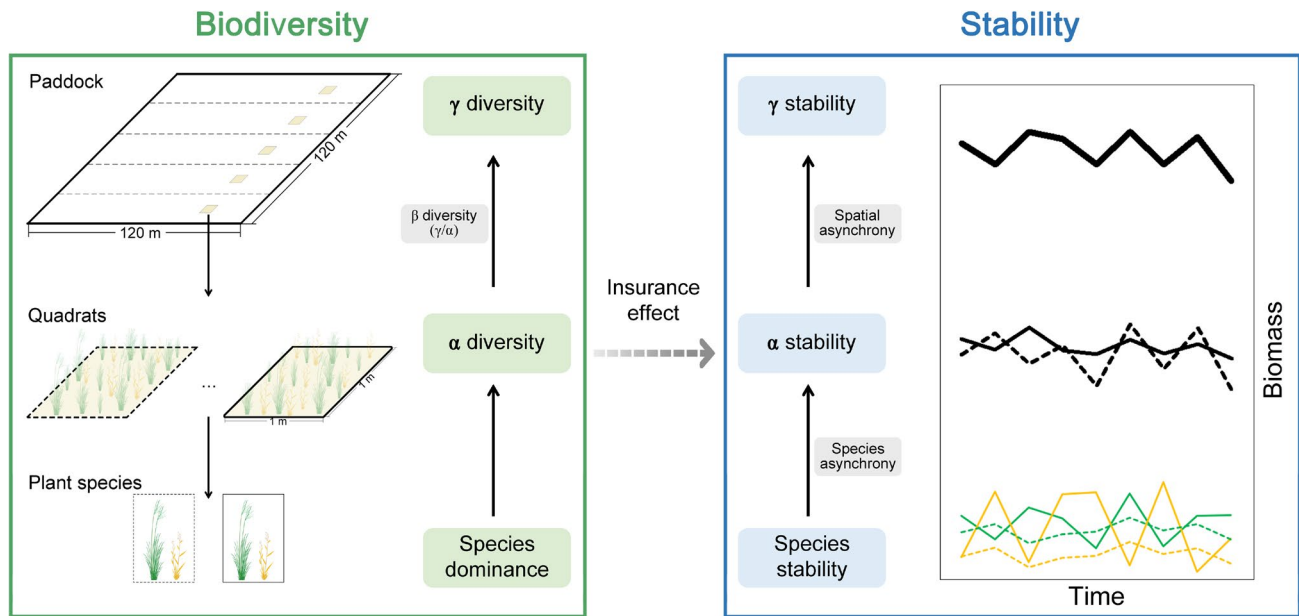 Biodiversity
Paddock
120 m
120 m
Quadrats
...
1 m
1 m
Plant species
γ diversity
β diversity
(γ/α)
α diversity
Species
dominance
Insurance
effect
Stability
γ stability
Spatial
asynchrony
α stability
Species
asynchrony
Species
stability
Biomass
Time